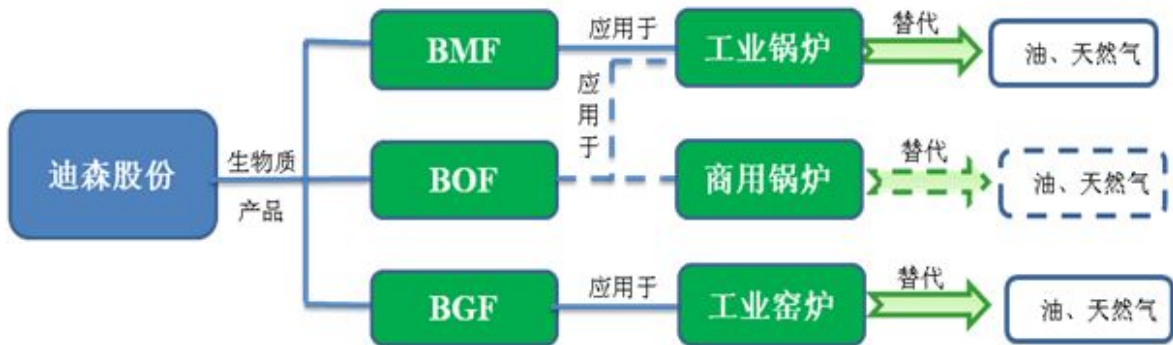 迪森股份
生物质
产品
BMF
应用于
工业锅炉
替代
油、天然气
BOF
应用于
商用锅炉
替代
油、天然气
BGF
应用于
工业窑炉
替代
油、天然气